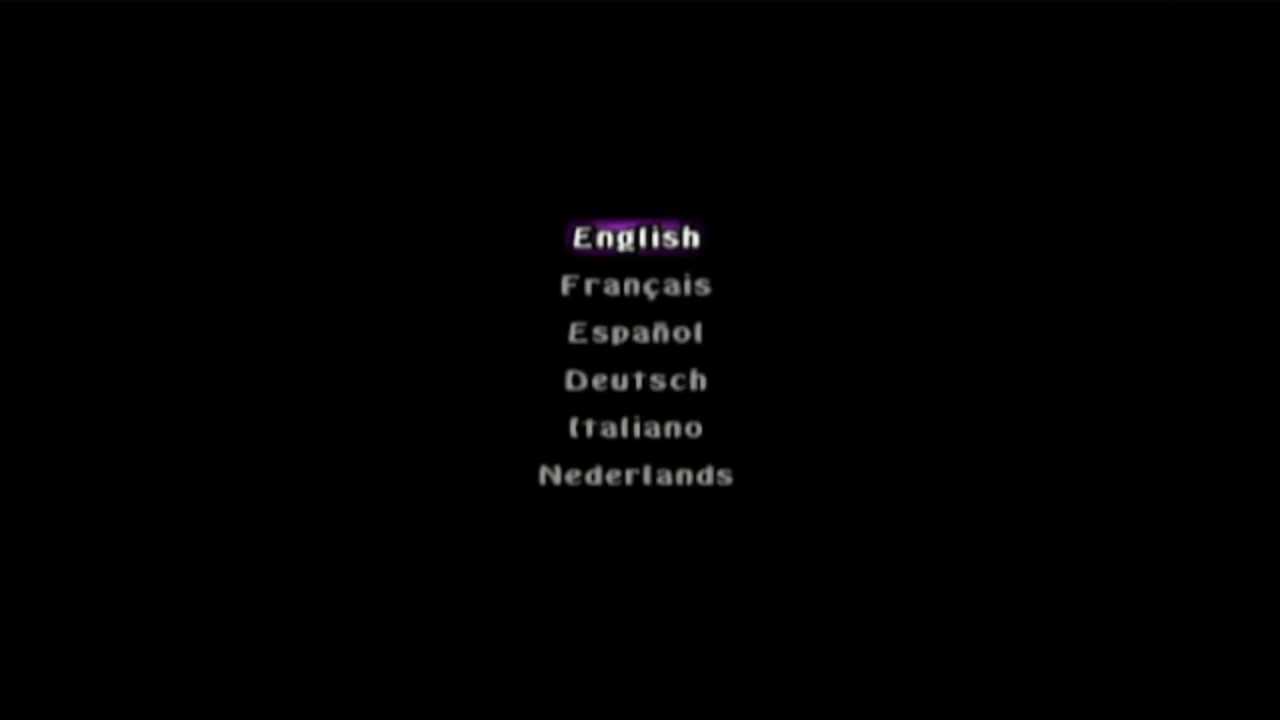 English
Français
Español
Deutsch
Italiano
Nederlands